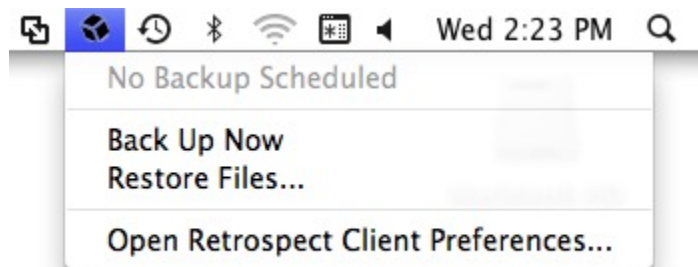 Wed 2:23 PM
No Backup Scheduled
Back Up Now
Restore Files...
Open Retrospect Client Preferences...